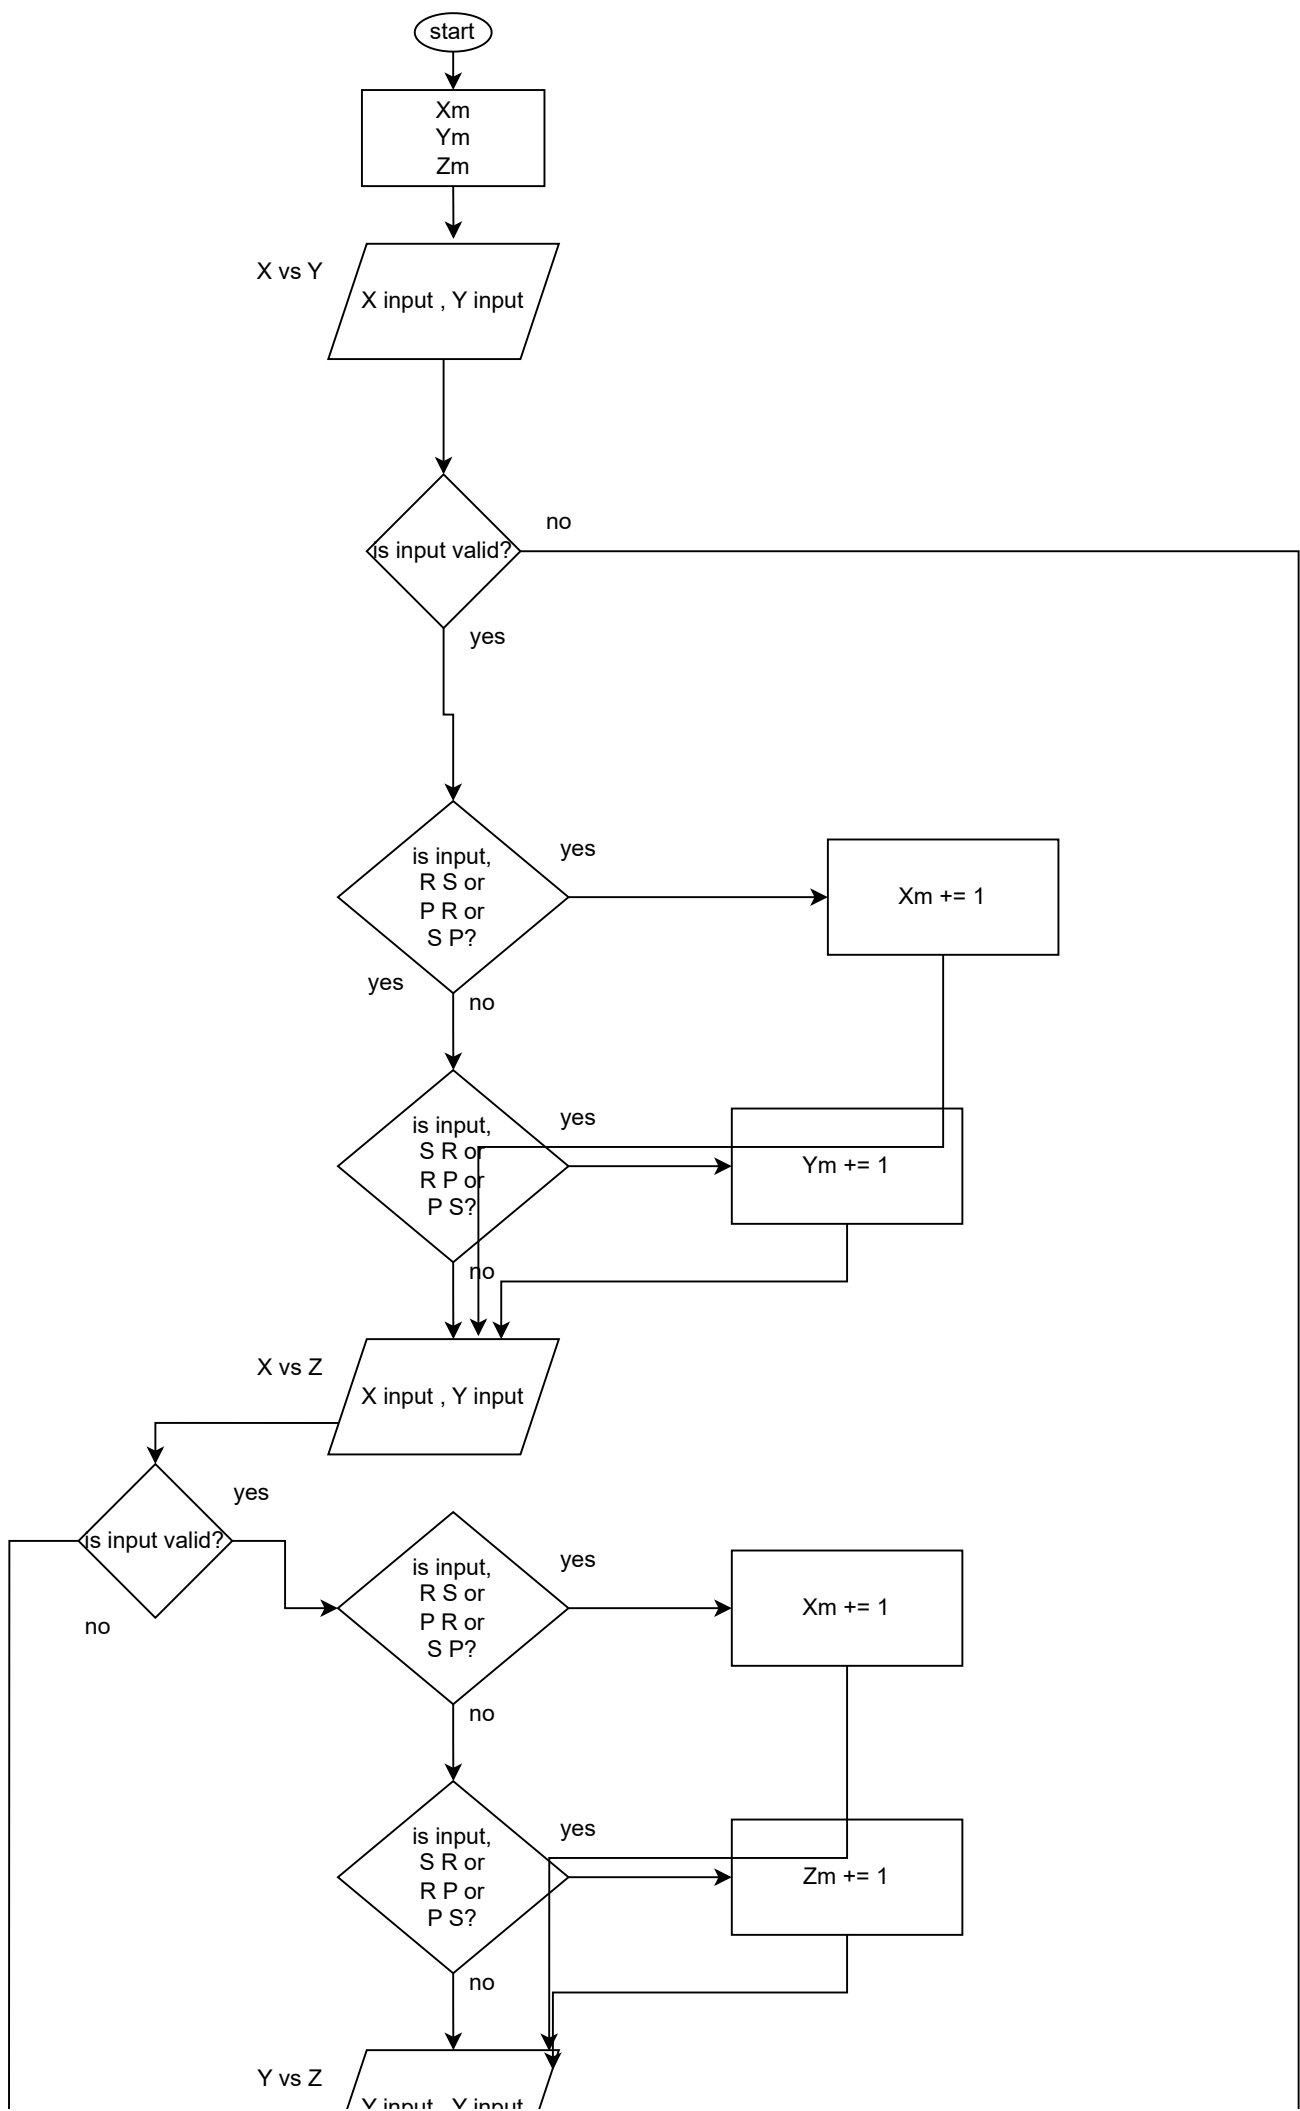 start
Xm
Ym
Zm
X vs Y
X input , Y input
no
is input valid?
yes
is input,
R S or
P R or
S P?
yes
Xm += 1
yes
no
is input,
S R or
R P or
P S?
yes
Ym += 1
no
X vs Z
X input , Y input
yes
is input valid?
no
is input,
R S or
P R or
S P?
yes
Xm += 1
no
is input,
S R or
R P or
P S?
yes
Zm += 1
no
Y vs Z
input , Y input